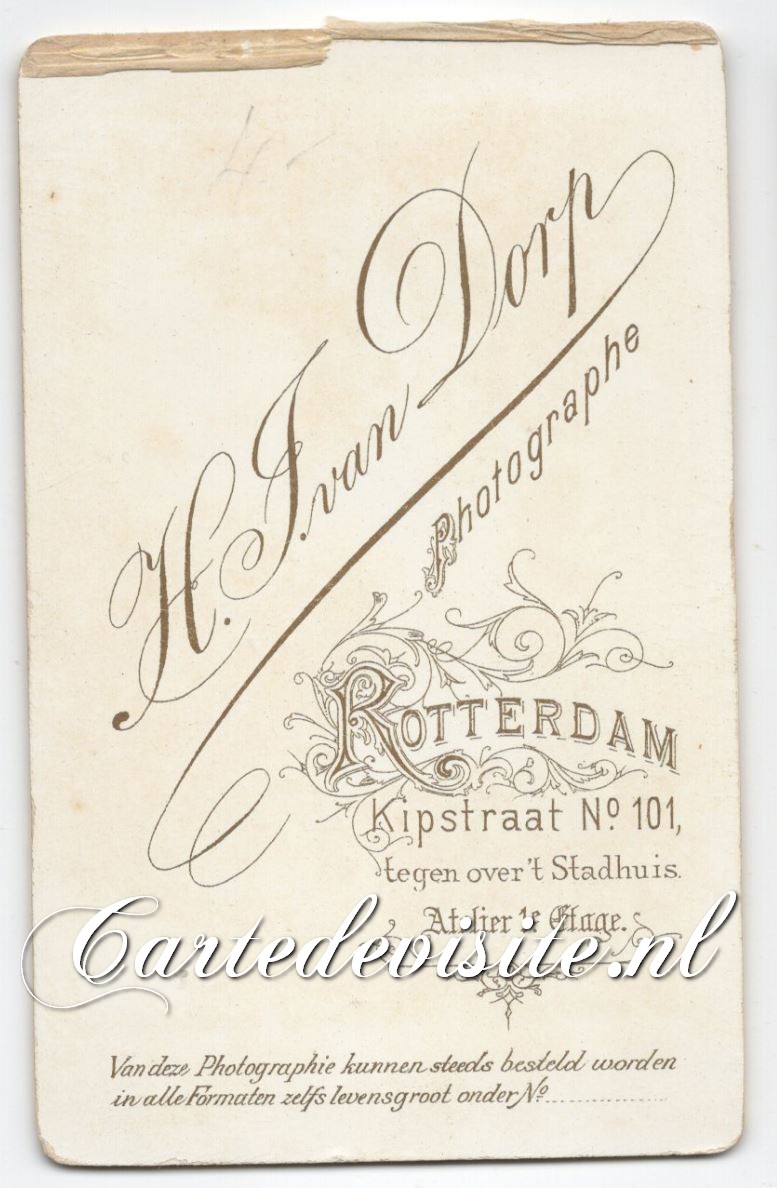 4.-
H. J. van Dorp
Photographe
ROTTERDAM
Kipstraat Nº 101,
tegen over 't Stadhuis.
Atelier 1e Etage.
Cartedevisite.nl
Van deze Photographie kunnen steeds besteld worden
in alle Formaten zelfs levensgroot onder Nº..................